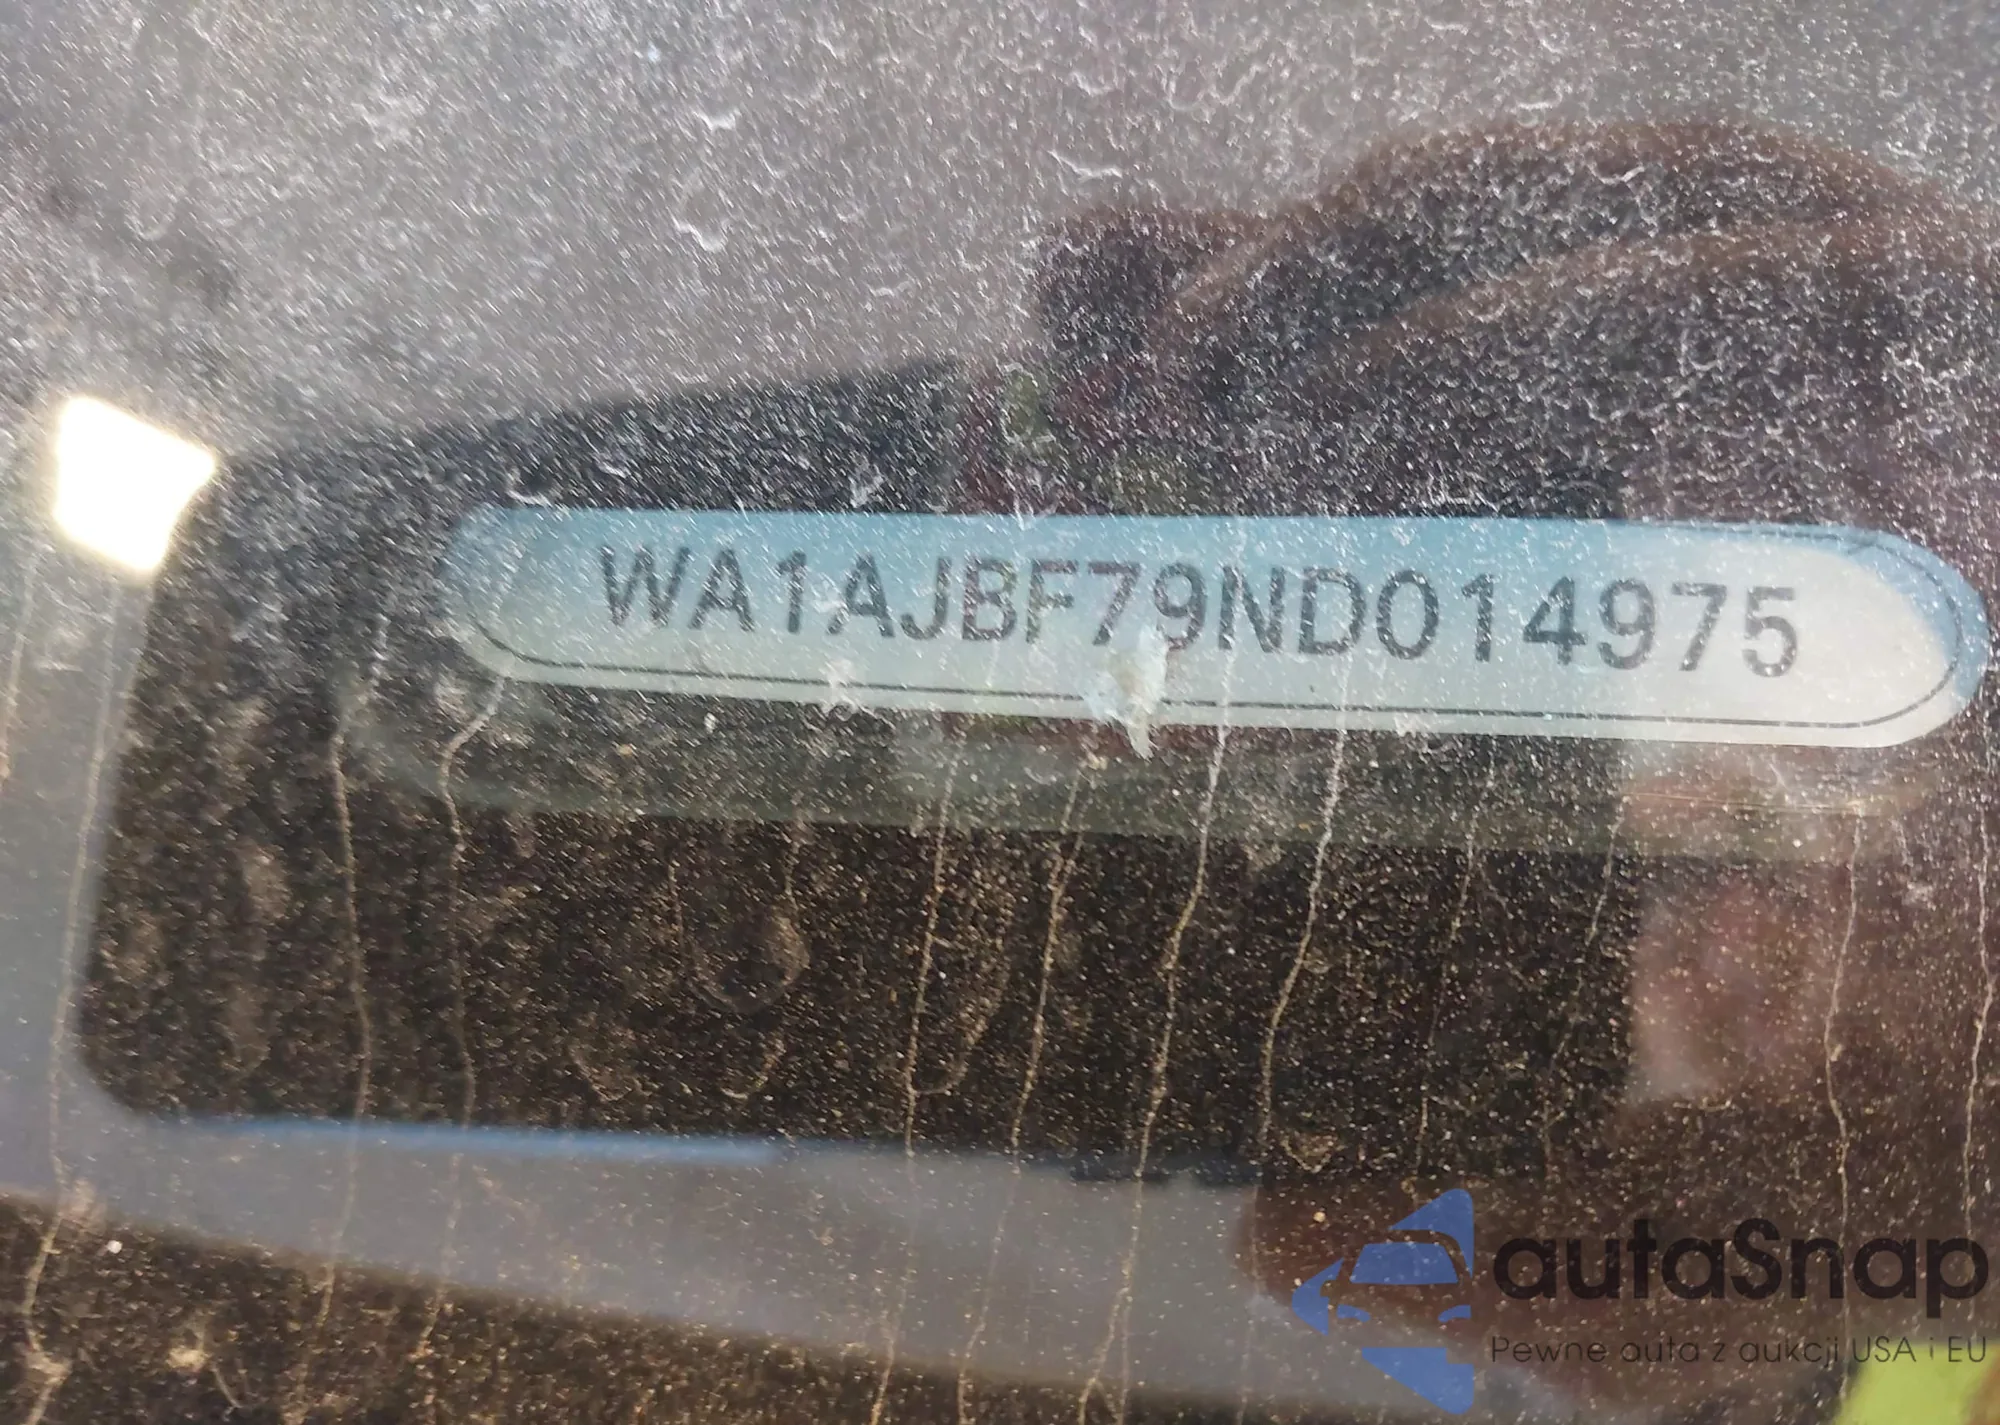 WA1AJBF79ND014975
autaSnap
Pewne auta z aukcji USA i EU